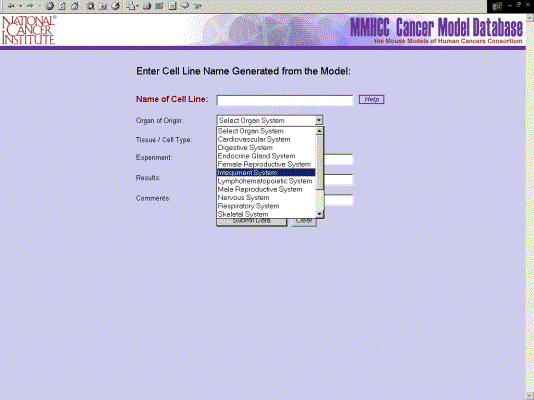 NATIONAL
CANCER
INSTITUTE
MMHCC Cancer Model Database
the Mouse Models of Human Cancers Consortium
Enter Cell Line Name Generated from the Model:
Name of Cell Line:
Help
Organ of Origin:
Select Organ System
Select Organ System
Cardiovascular System
Tissue / Cell Type:
Digestive System
Endocrine Gland System
Experiment:
Female Reproductive System
Integument System
Results:
Lymphohematopoietic System
Male Reproductive System
Comments:
Nervous System
Respiratory System
Skeletal System
Submit Data
Clear